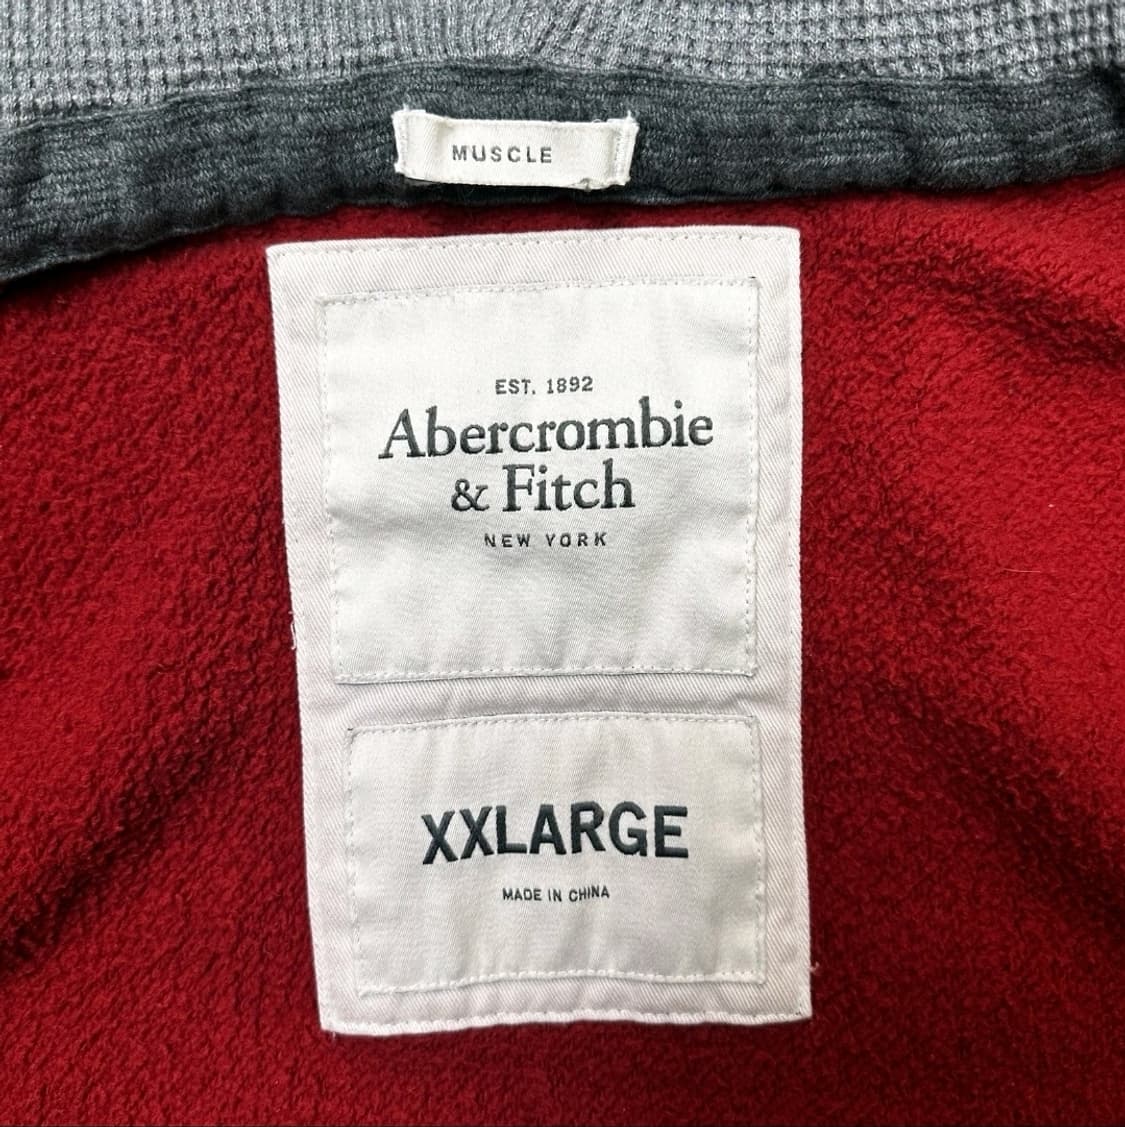 MUSCLE
EST. 1892
Abercrombie
& Fitch
NEW YORK
XXLARGE
MADE IN CHINA